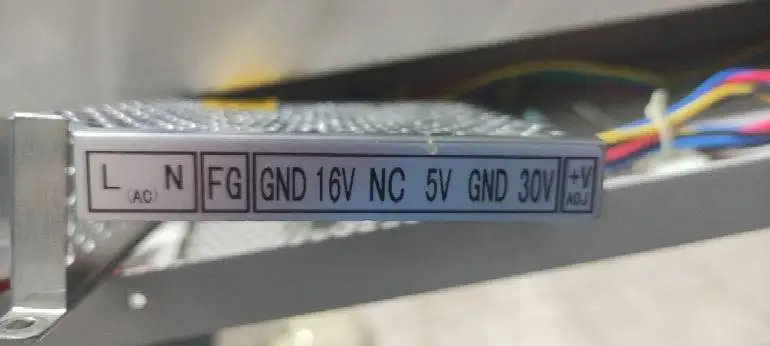 L (AC) N FG GND 16V NC 5V GND 30V +V ADJ